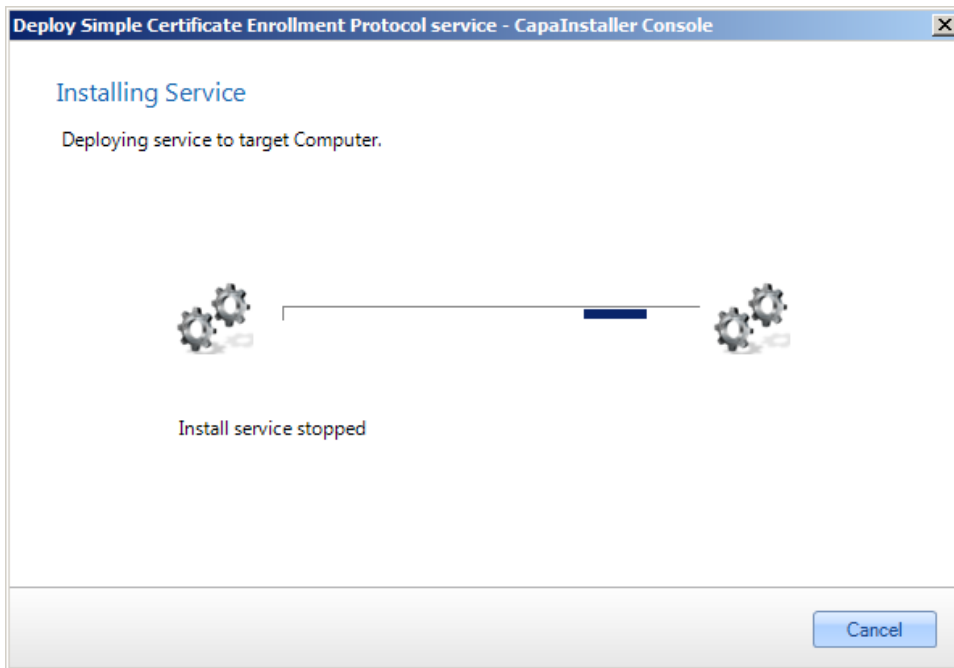 Deploy Simple Certificate Enrollment Protocol service - CapaInstaller Console
Installing Service
Deploying service to target Computer.
Install service stopped
Cancel